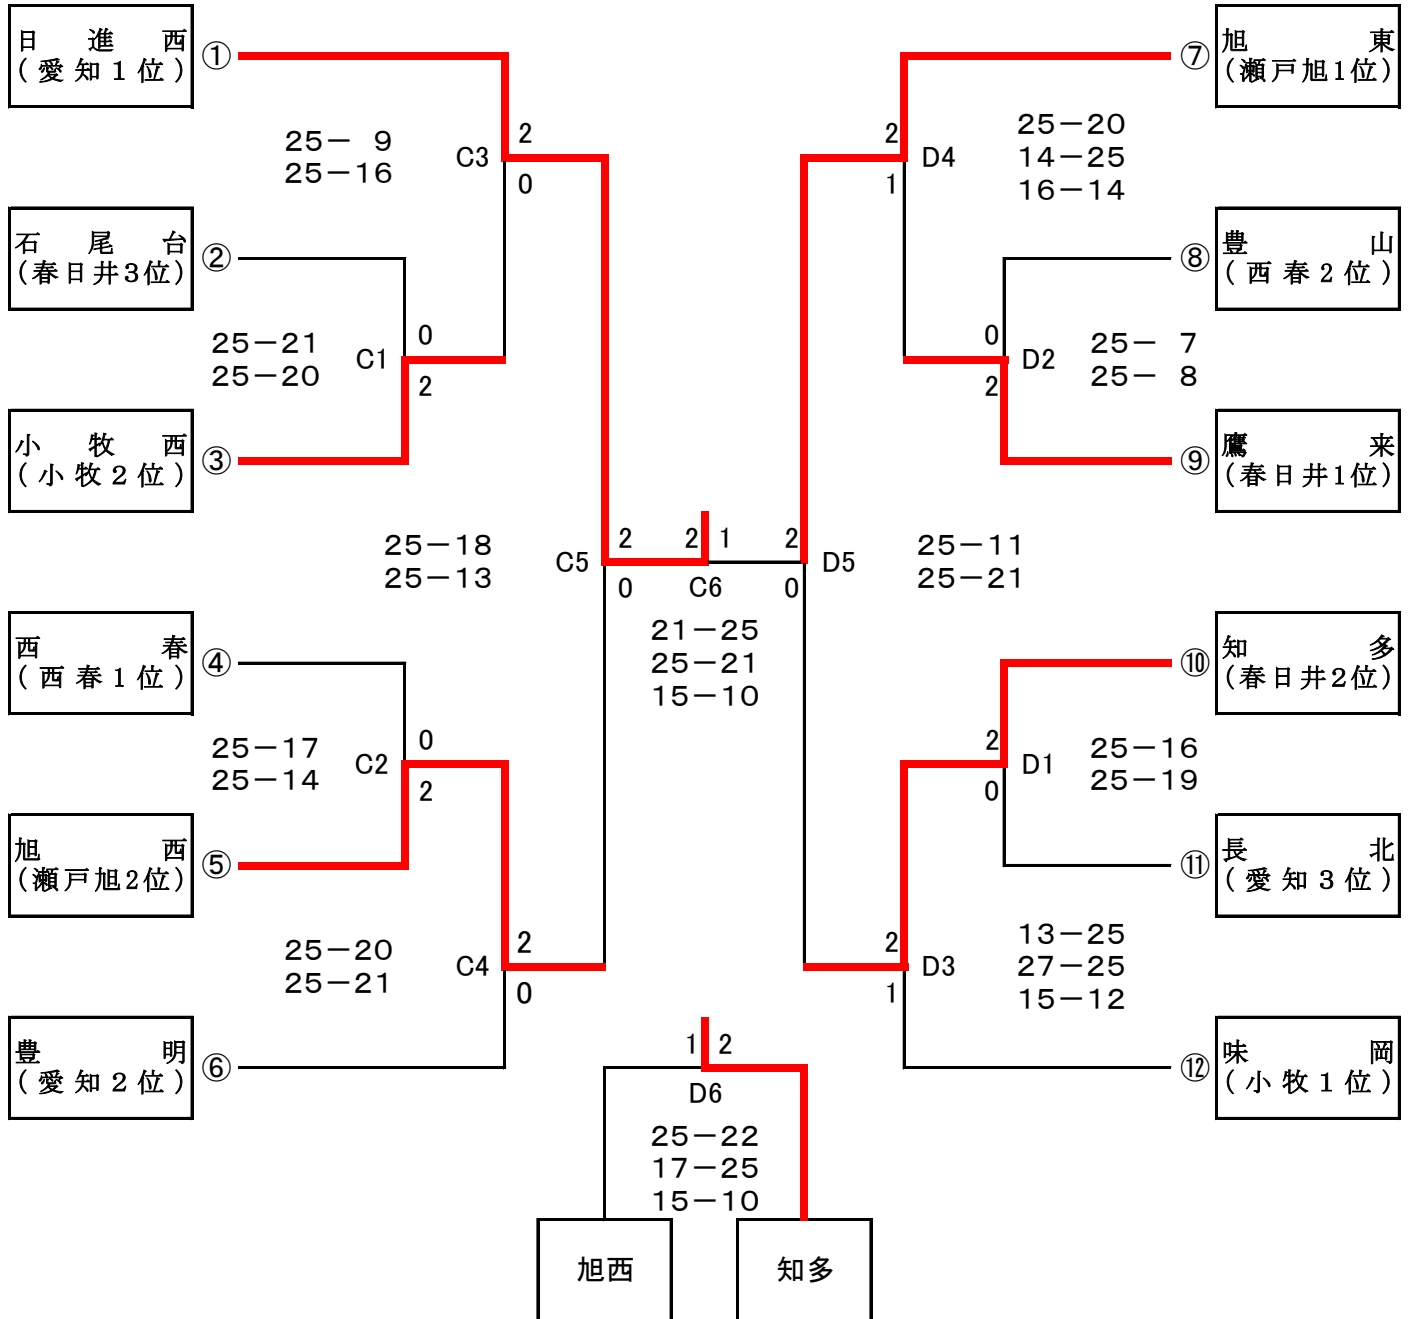 日進西
(愛知1位)
①
25- 9
25-16
C3
2
0
石尾台
(春日井3位)
②
25-21
25-20
C1
0
2
小牧西
(小牧2位)
③
25-18
25-13
C5
2
0
西春
(西春1位)
④
25-17
25-14
C2
0
2
旭西
(瀬戸旭2位)
⑤
25-20
25-21
C4
2
0
豊明
(愛知2位)
⑥
2
1
C6
21-25
25-21
15-10
旭東
(瀬戸旭1位)
⑦
2
1
D4
25-20
14-25
16-14
豊山
(西春2位)
⑧
0
2
D2
25- 7
25- 8
鷹来
(春日井1位)
⑨
2
0
D5
25-11
25-21
知多
(春日井2位)
⑩
2
0
D1
25-16
25-19
長北
(愛知3位)
⑪
2
1
D3
13-25
27-25
15-12
味岡
(小牧1位)
⑫
1
2
D6
25-22
17-25
15-10
旭西
知多